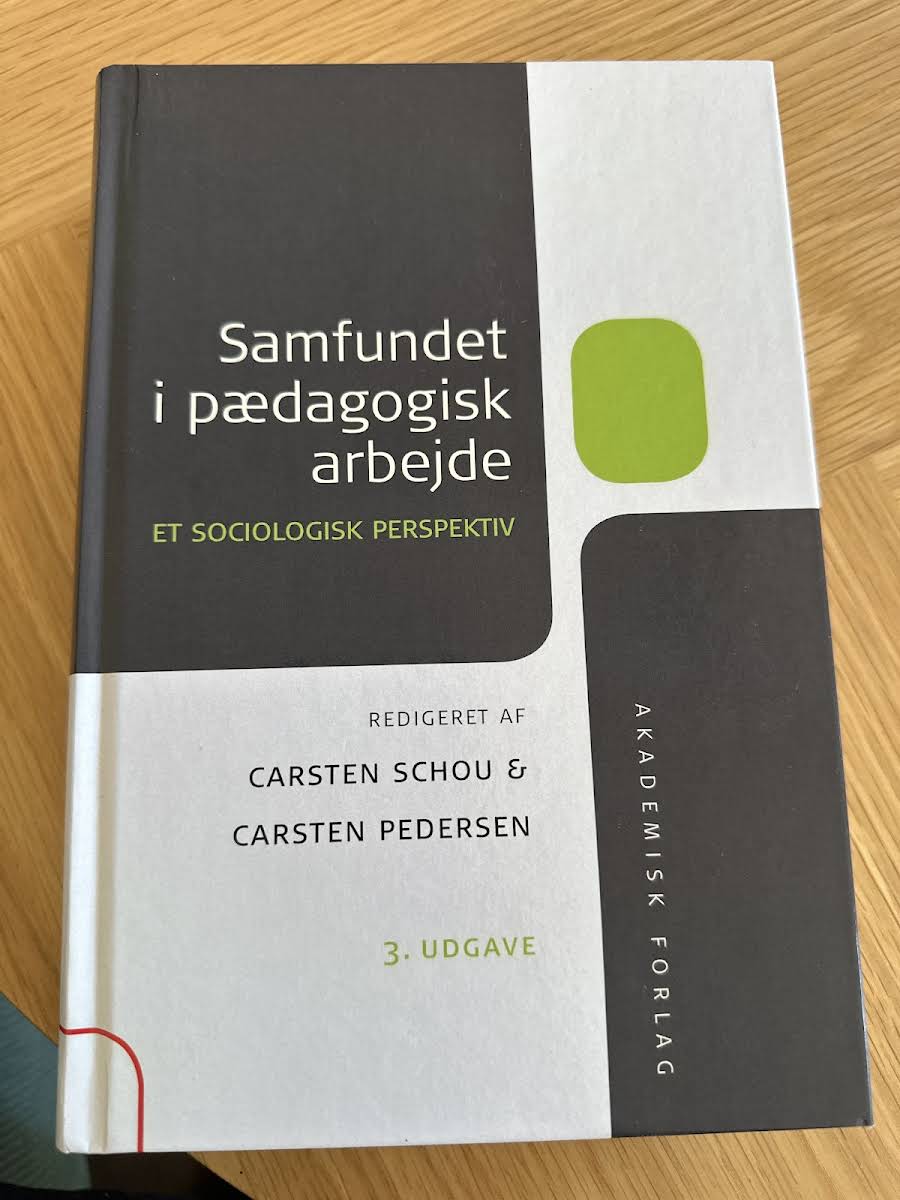 Samfundet
i pædagogisk
arbejde
ET SOCIOLOGISK PERSPEKTIV
REDIGERET AF
CARSTEN SCHOU &
CARSTEN PEDERSEN
3. UDGAVE
AKADEMISK FORLAG